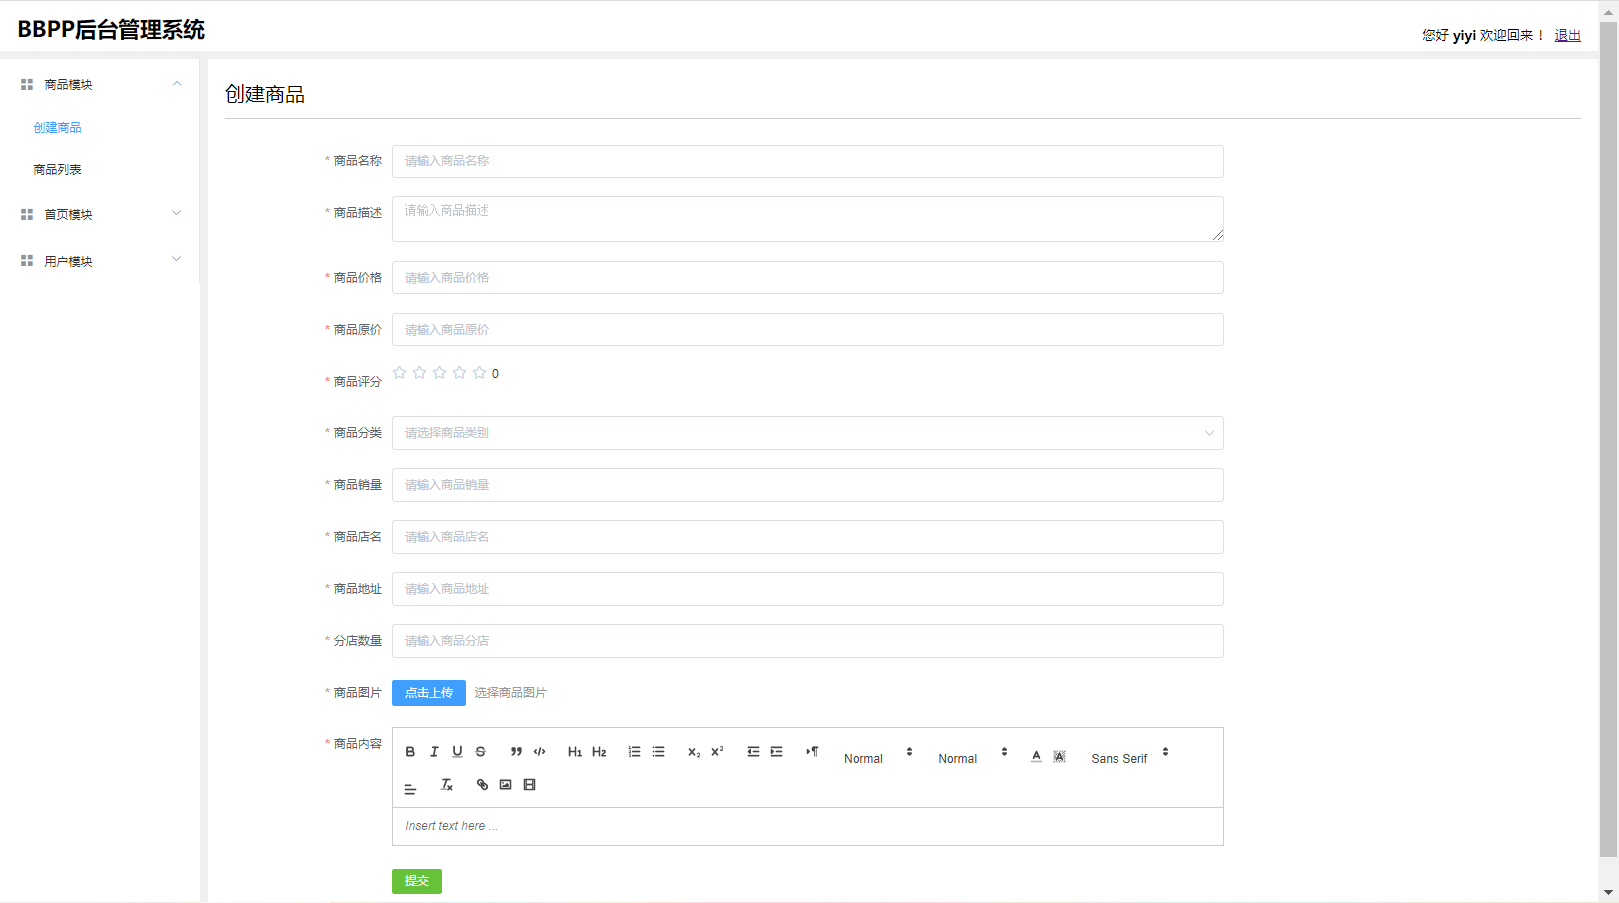 BBPP后台管理系统
您好 yiyi 欢迎回来！ 退出
商品模块
创建商品
商品列表
首页模块
用户模块
创建商品
* 商品名称 请输入商品名称
* 商品描述 请输入商品描述
* 商品价格 请输入商品价格
* 商品原价 请输入商品原价
* 商品评分 0
* 商品分类 请选择商品类别
* 商品销量 请输入商品销量
* 商品店名 请输入商品店名
* 商品地址 请输入商品地址
* 分店数量 请输入商品分店
* 商品图片 点击上传 选择商品图片
* 商品内容
Normal Normal Sans Serif
Insert text here ...
提交